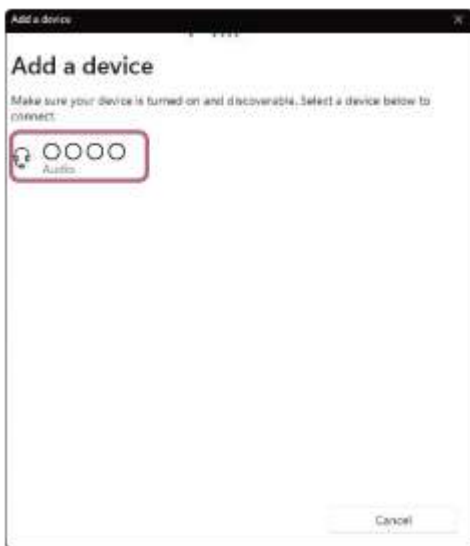 Add a device
Add a device
Make sure your device is turned on and discoverable. Select a device below to
connect.
○○○○
Audio
Cancel